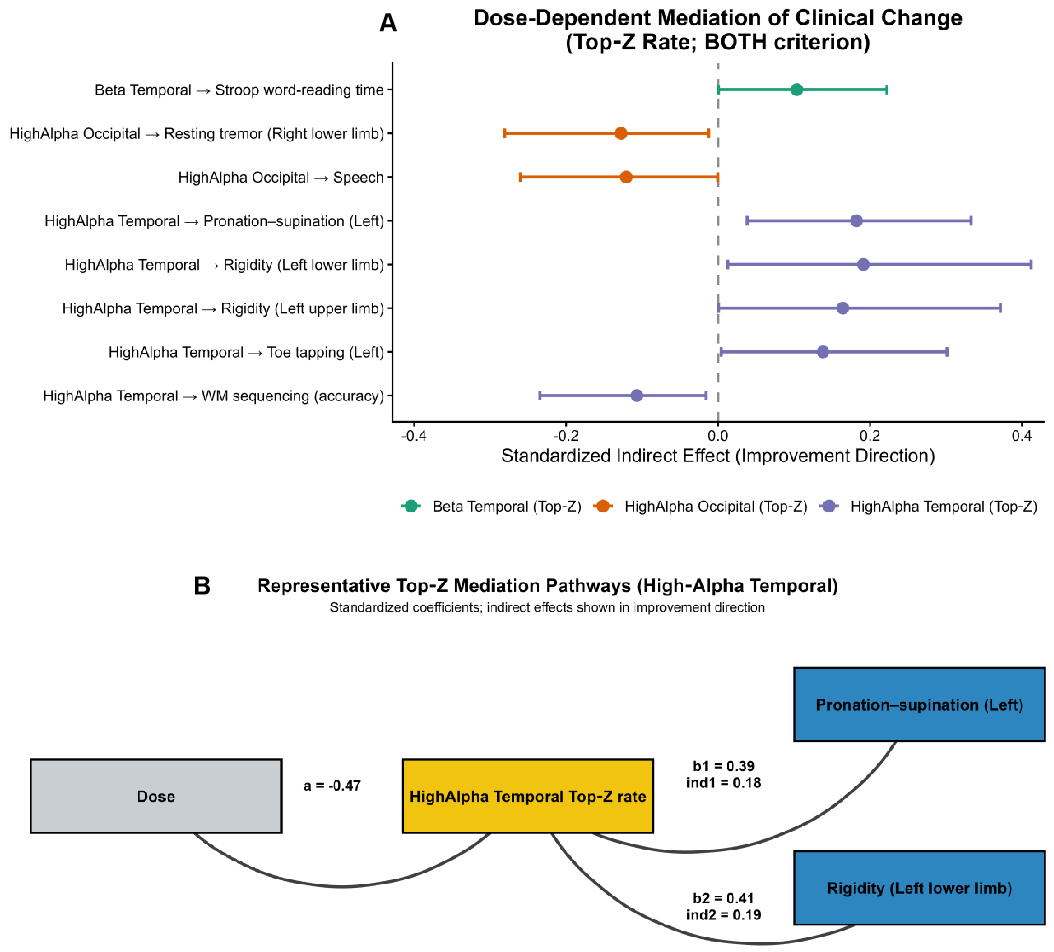 A
Dose-Dependent Mediation of Clinical Change
(Top-Z Rate; BOTH criterion)
Beta Temporal → Stroop word-reading time
HighAlpha Occipital → Resting tremor (Right lower limb)
HighAlpha Occipital → Speech
HighAlpha Temporal → Pronation–supination (Left)
HighAlpha Temporal → Rigidity (Left lower limb)
HighAlpha Temporal → Rigidity (Left upper limb)
HighAlpha Temporal → Toe tapping (Left)
HighAlpha Temporal → WM sequencing (accuracy)
-0.4 -0.2 0.0 0.2 0.4
Standardized Indirect Effect (Improvement Direction)
Beta Temporal (Top-Z) HighAlpha Occipital (Top-Z) HighAlpha Temporal (Top-Z)
B
Representative Top-Z Mediation Pathways (High-Alpha Temporal)
Standardized coefficients; indirect effects shown in improvement direction
Pronation–supination (Left)
b1 = 0.39
ind1 = 0.18
Dose
a = -0.47
HighAlpha Temporal Top-Z rate
Rigidity (Left lower limb)
b2 = 0.41
ind2 = 0.19